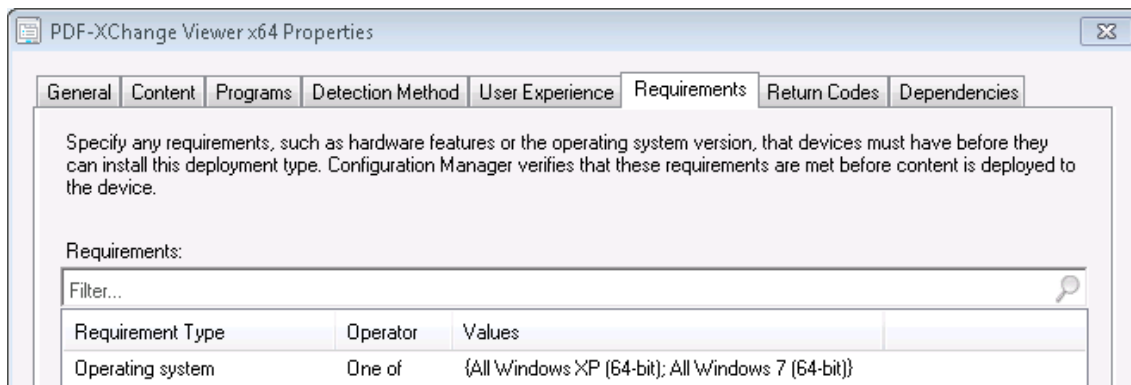 PDF-XChange Viewer x64 Properties
General Content Programs Detection Method User Experience Requirements Return Codes Dependencies
Specify any requirements, such as hardware features or the operating system version, that devices must have before they
can install this deployment type. Configuration Manager verifies that these requirements are met before content is deployed to
the device.
Requirements:
Filter...
Requirement Type Operator Values
Operating system One of {All Windows XP (64-bit); All Windows 7 (64-bit)}